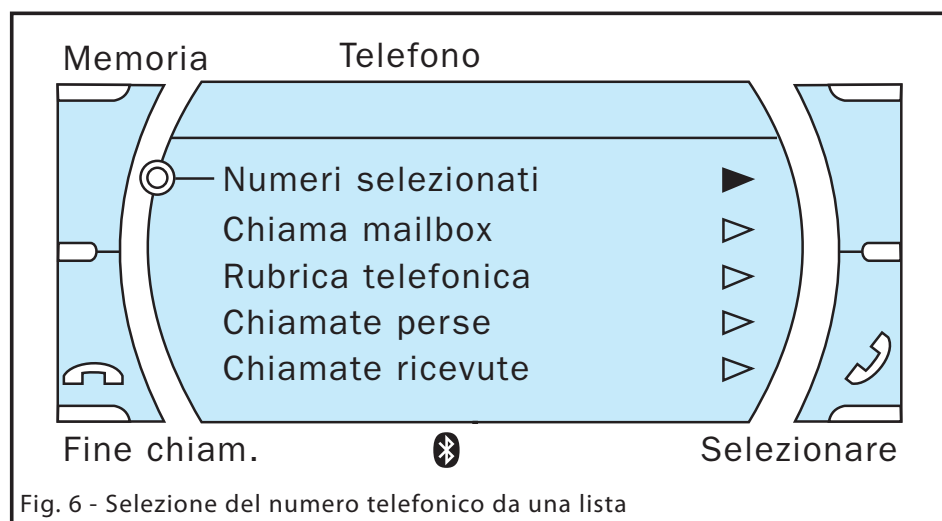 Memoria Telefono
Numeri selezionati
Chiama mailbox
Rubrica telefonica
Chiamate perse
Chiamate ricevute
Fine chiam. Selezionare
Fig. 6 - Selezione del numero telefonico da una lista